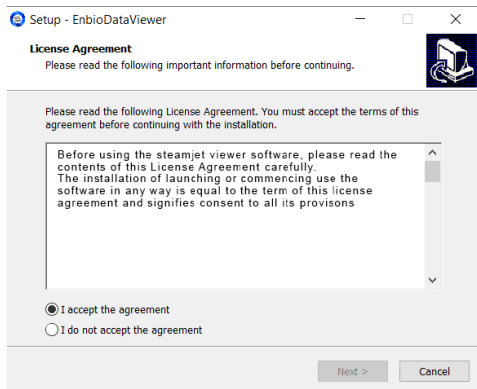 Setup - EnbioDataViewer
License Agreement
Please read the following important information before continuing.
Please read the following License Agreement. You must accept the terms of this
agreement before continuing with the installation.
Before using the steamjet viewer software, please read the
contents of this License Agreement carefully.
The installation of launching or commencing use the
software in any way is equal to the term of this license
agreement and signifies consent to all its provisons
I accept the agreement
I do not accept the agreement
Next >
Cancel